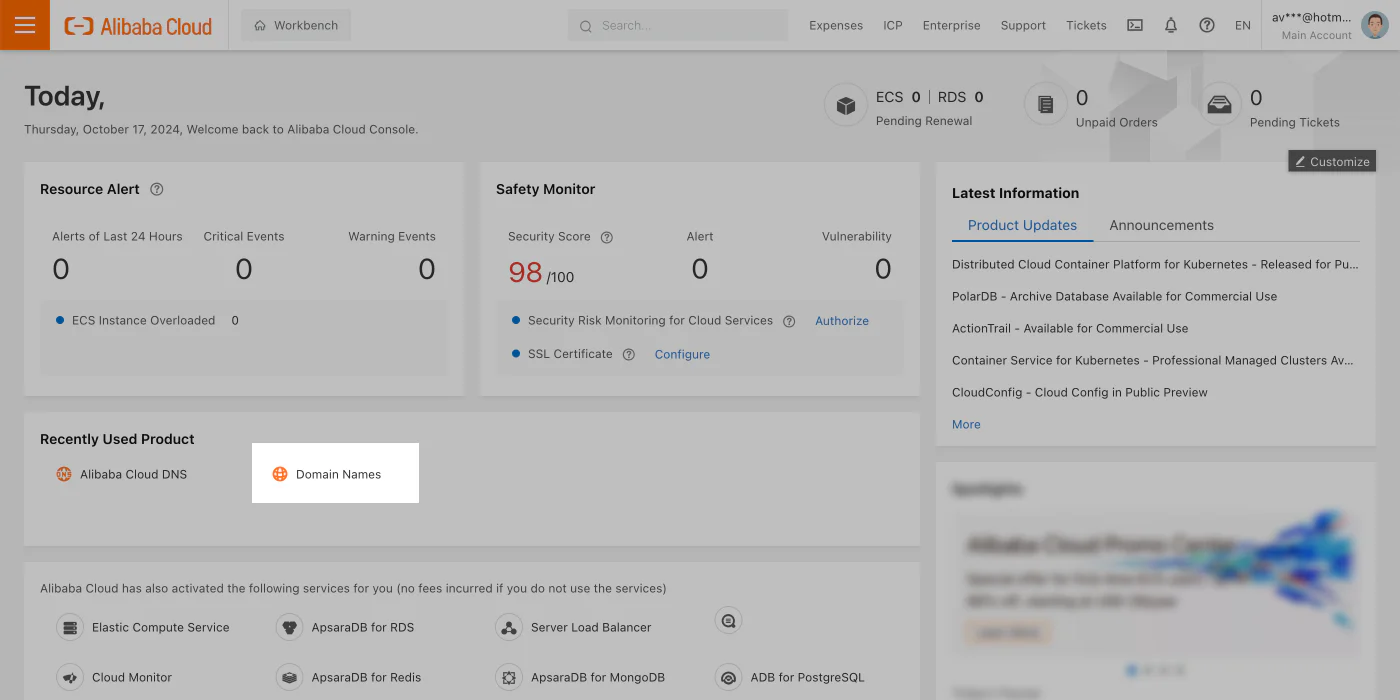 Alibaba Cloud
Workbench
Search...
Expenses
ICP
Enterprise
Support
Tickets
EN
av***@hotm...
Main Account
Today,
Thursday, October 17, 2024, Welcome back to Alibaba Cloud Console.
ECS 0 | RDS 0
Pending Renewal
0
Unpaid Orders
0
Pending Tickets
Customize
Resource Alert
Alerts of Last 24 Hours
Critical Events
Warning Events
0
0
0
ECS Instance Overloaded 0
Safety Monitor
Security Score
Alert
Vulnerability
98 /100
0
0
Security Risk Monitoring for Cloud Services
Authorize
SSL Certificate
Configure
Latest Information
Product Updates
Announcements
Distributed Cloud Container Platform for Kubernetes - Released for Pu...
PolarDB - Archive Database Available for Commercial Use
ActionTrail - Available for Commercial Use
Container Service for Kubernetes - Professional Managed Clusters Av...
CloudConfig - Cloud Config in Public Preview
More
Recently Used Product
DNS
Alibaba Cloud DNS
Domain Names
Spotlights
Alibaba Cloud Promo Center
Alibaba Cloud has also activated the following services for you (no fees incurred if you do not use the services)
Elastic Compute Service
ApsaraDB for RDS
Server Load Balancer
Cloud Monitor
ApsaraDB for Redis
ApsaraDB for MongoDB
ADB for PostgreSQL